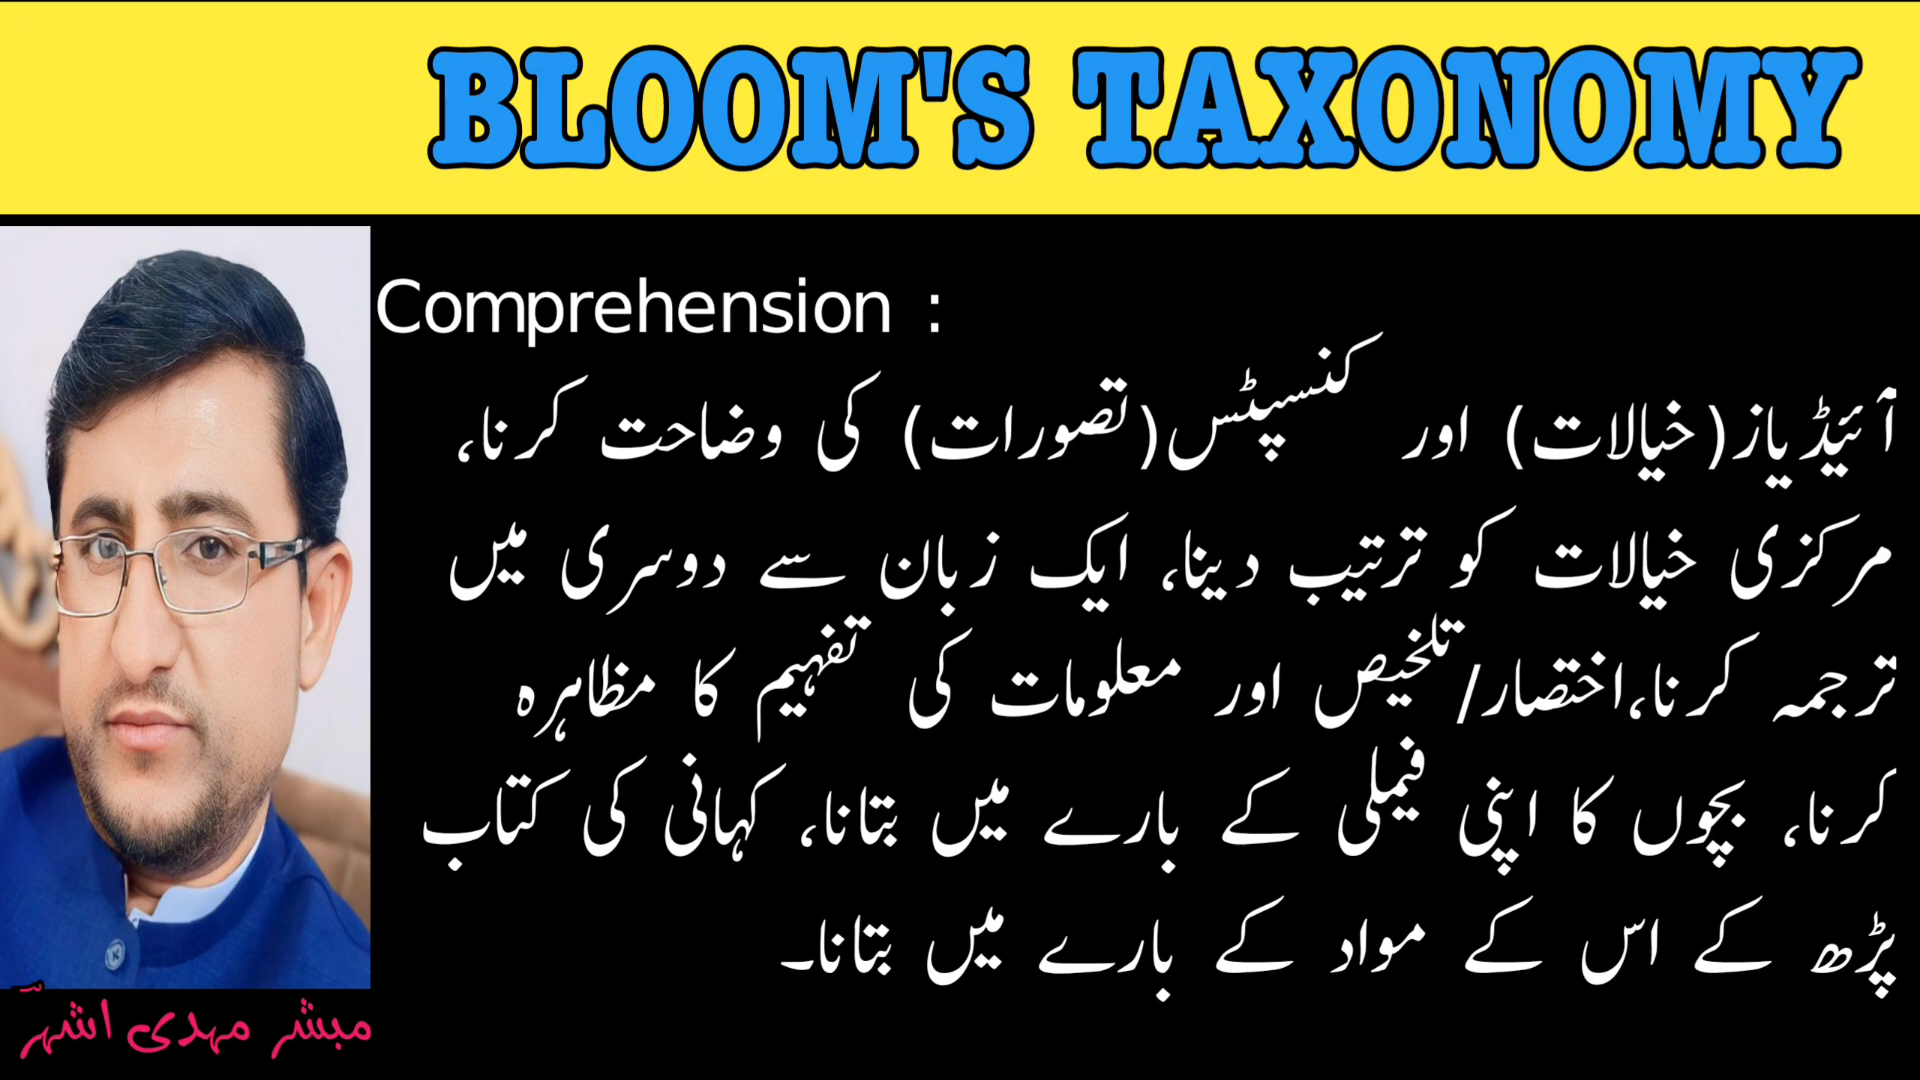 BLOOM'S TAXONOMY
Comprehension :
آئیڈیاز(خیالات) اور کنسپٹس(تصورات) کی وضاحت کرنا،
مرکزی خیالات کو ترتیب دینا، ایک زبان سے دوسری میں
ترجمہ کرنا،اختصار/تلخیص اور معلومات کی تفہیم کا مظاہرہ
کرنا، بچوں کا اپنی فیملی کے بارے میں بتانا، کہانی کی کتاب
پڑھ کے اس کے مواد کے بارے میں بتانا۔
مبشر مہدی اشہرؔ